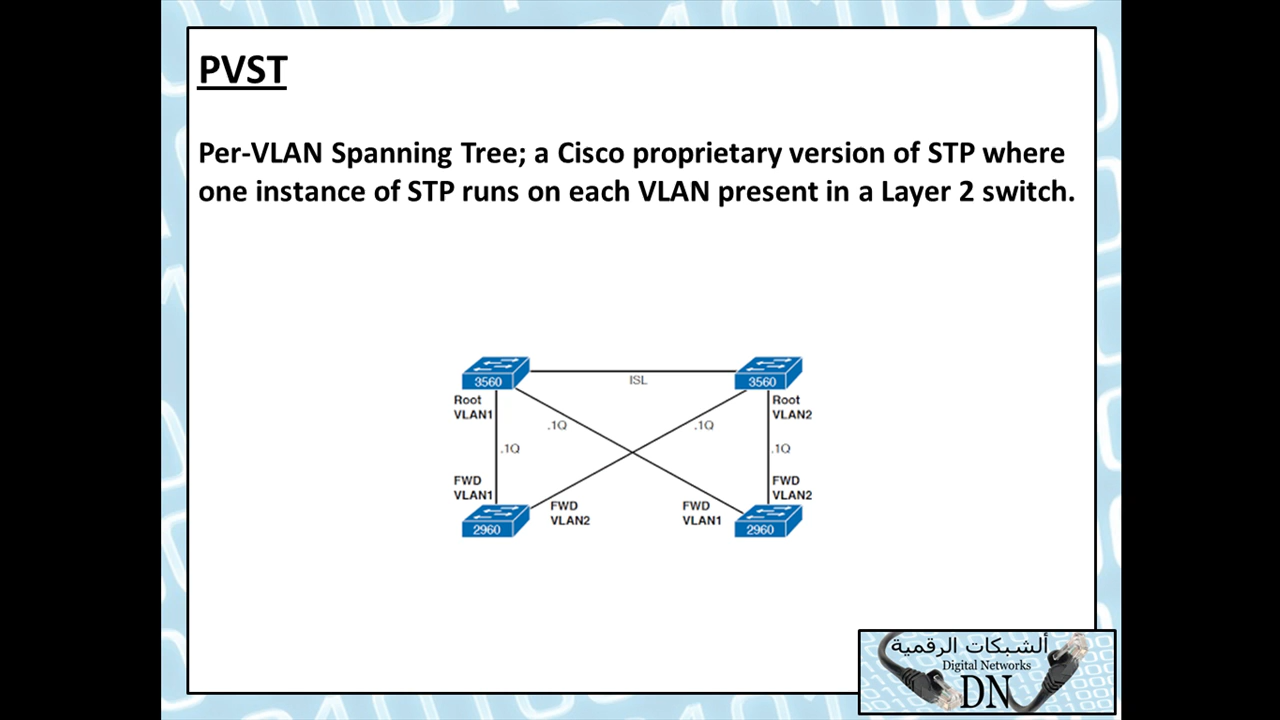 PVST
Per-VLAN Spanning Tree; a Cisco proprietary version of STP where
one instance of STP runs on each VLAN present in a Layer 2 switch.
3560
ISL
3560
Root
VLAN1
Root
VLAN2
.1Q
.1Q
.1Q
.1Q
FWD
VLAN1
FWD
VLAN2
FWD
VLAN2
FWD
VLAN1
2960
2960
ألشبكات الرقمية
Digital Networks
DN